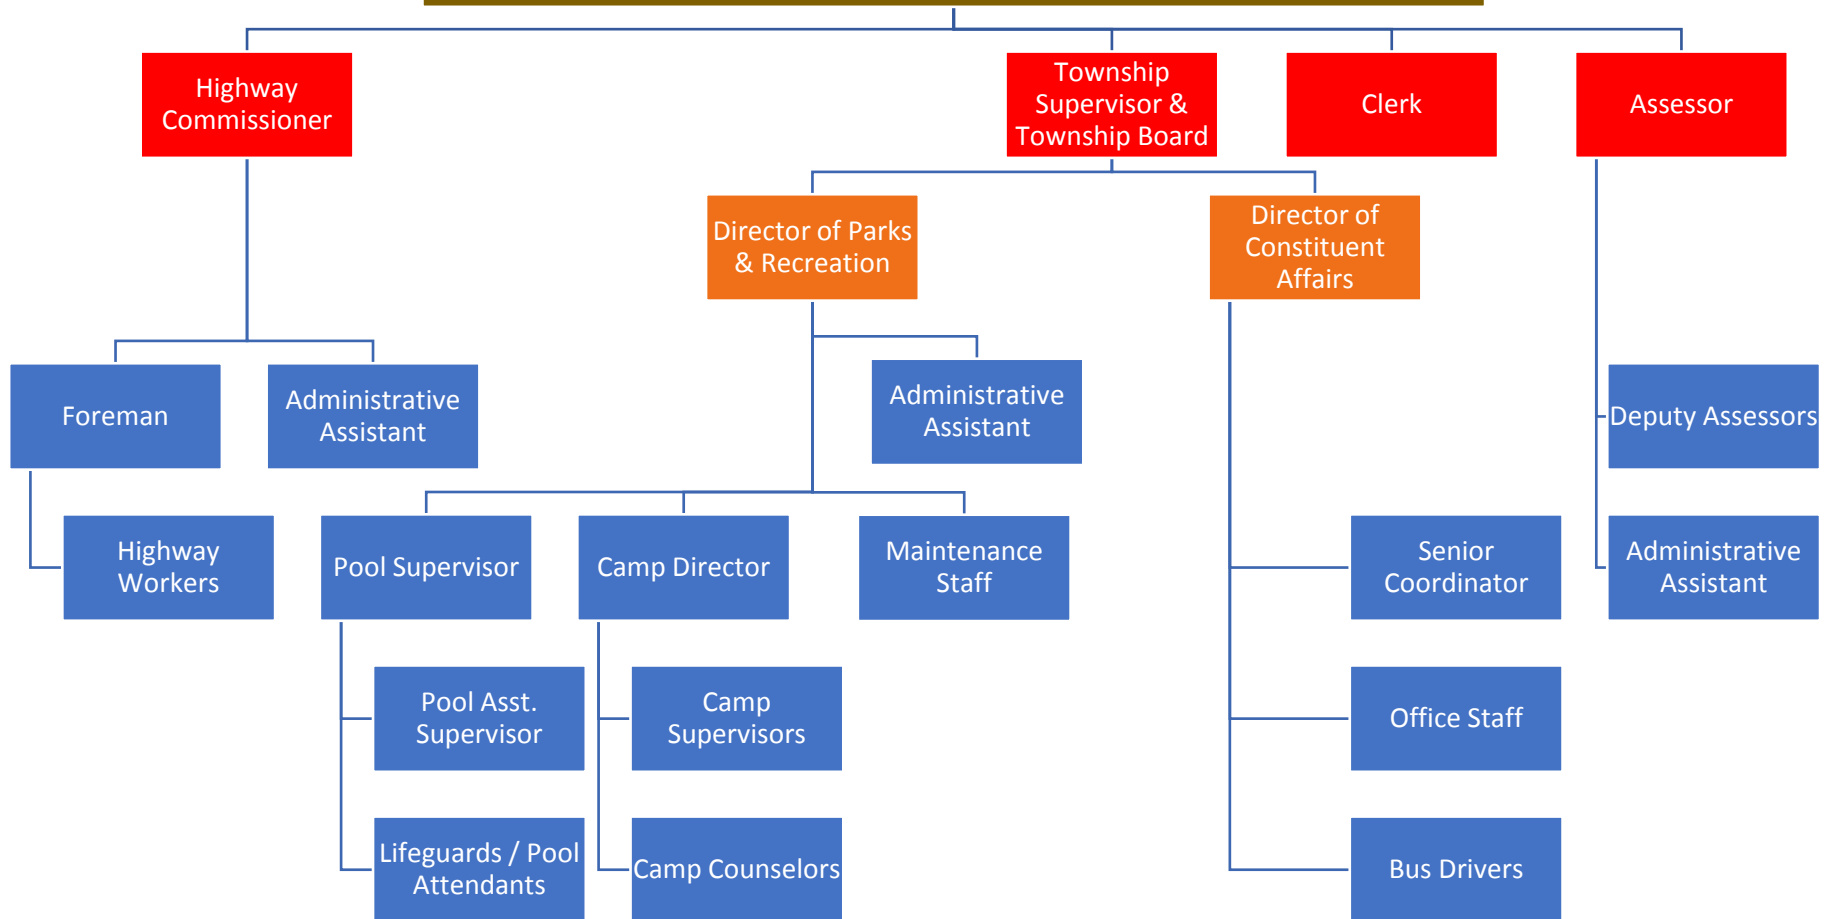 Highway
Commissioner
Township
Supervisor &
Township Board
Clerk
Assessor
Director of Parks
& Recreation
Director of
Constituent
Affairs
Foreman
Administrative
Assistant
Administrative
Assistant
Deputy Assessors
Highway
Workers
Pool Supervisor
Camp Director
Maintenance
Staff
Senior
Coordinator
Administrative
Assistant
Pool Asst.
Supervisor
Camp
Supervisors
Office Staff
Lifeguards / Pool
Attendants
Camp Counselors
Bus Drivers